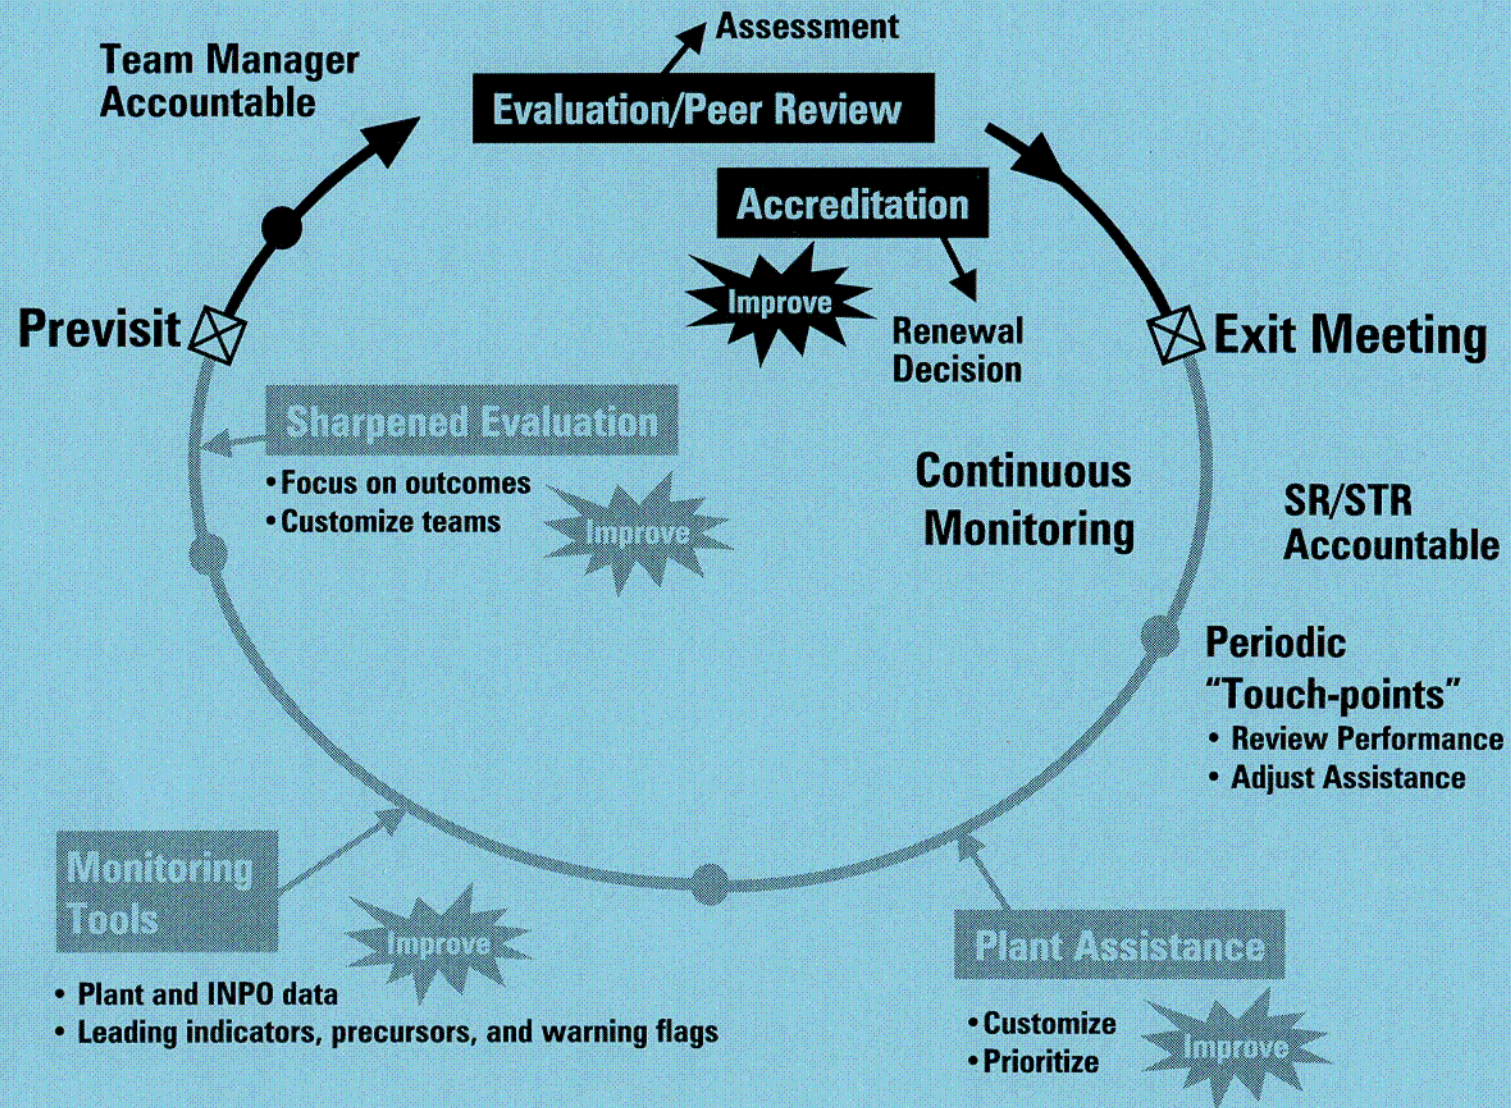 Assessment
Team Manager
Accountable
Evaluation/Peer Review
Accreditation
Improve
Renewal
Decision
Previsit
Exit Meeting
Sharpened Evaluation
• Focus on outcomes
• Customize teams
Improve
Continuous
Monitoring
SR/STR
Accountable
Periodic
“Touch-points”
• Review Performance
• Adjust Assistance
Monitoring
Tools
Improve
• Plant and INPO data
• Leading indicators, precursors, and warning flags
Plant Assistance
• Customize
• Prioritize
Improve